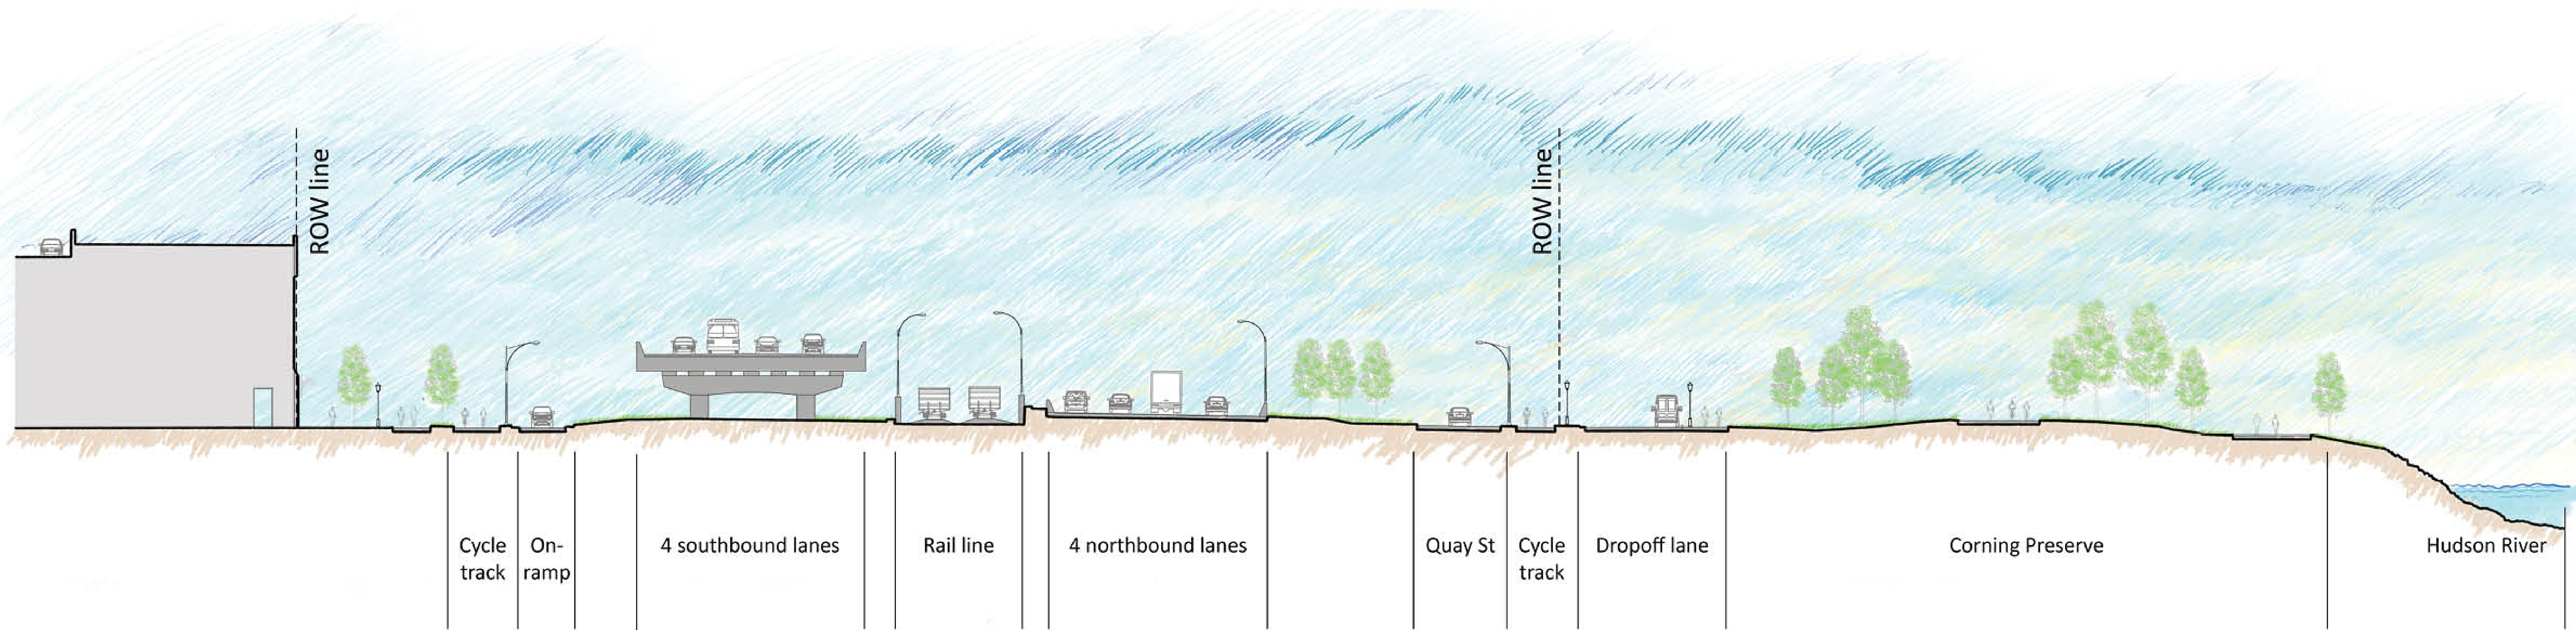 ROW line
ROW line
Cycle
track
On-
ramp
4 southbound lanes
Rail line
4 northbound lanes
Quay St
Cycle
track
Dropoff lane
Corning Preserve
Hudson River